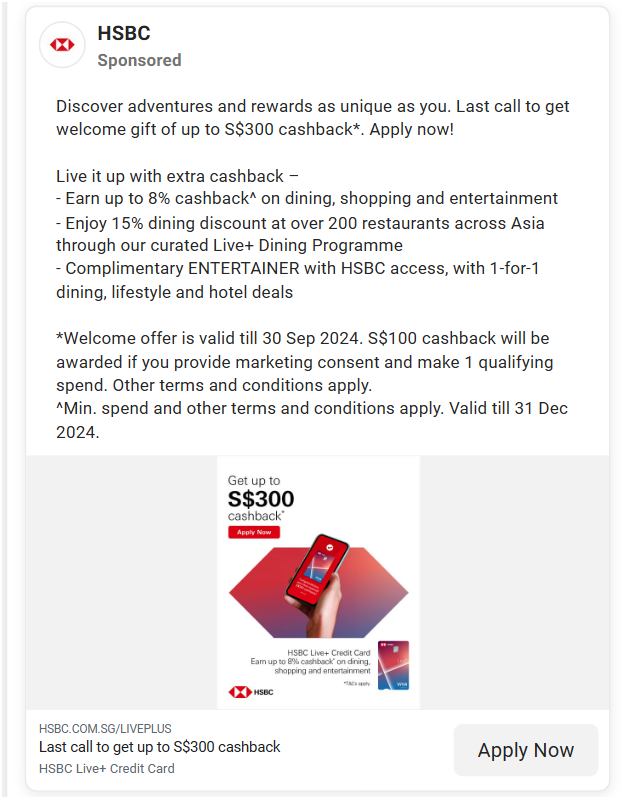 HSBC
Sponsored
Discover adventures and rewards as unique as you. Last call to get
welcome gift of up to S$300 cashback*. Apply now!
Live it up with extra cashback –
- Earn up to 8% cashback^ on dining, shopping and entertainment
- Enjoy 15% dining discount at over 200 restaurants across Asia
through our curated Live+ Dining Programme
- Complimentary ENTERTAINER with HSBC access, with 1-for-1
dining, lifestyle and hotel deals
*Welcome offer is valid till 30 Sep 2024. S$100 cashback will be
awarded if you provide marketing consent and make 1 qualifying
spend. Other terms and conditions apply.
^Min. spend and other terms and conditions apply. Valid till 31 Dec
2024.
Get up to
S$300
cashback*
Apply Now
HSBC Live+ Credit Card
Earn up to 8% cashback* on dining,
shopping and entertainment
*T&Cs apply.
VISA
HSBC
HSBC.COM.SG/LIVEPLUS
Last call to get up to S$300 cashback
HSBC Live+ Credit Card
Apply Now